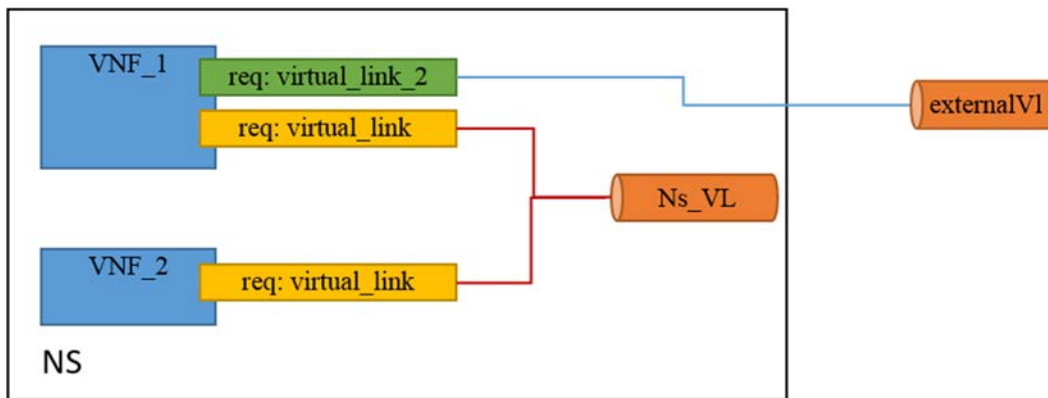 VNF_1
req: virtual_link_2
externalVl
req: virtual_link
Ns_VL
VNF_2
req: virtual_link
NS